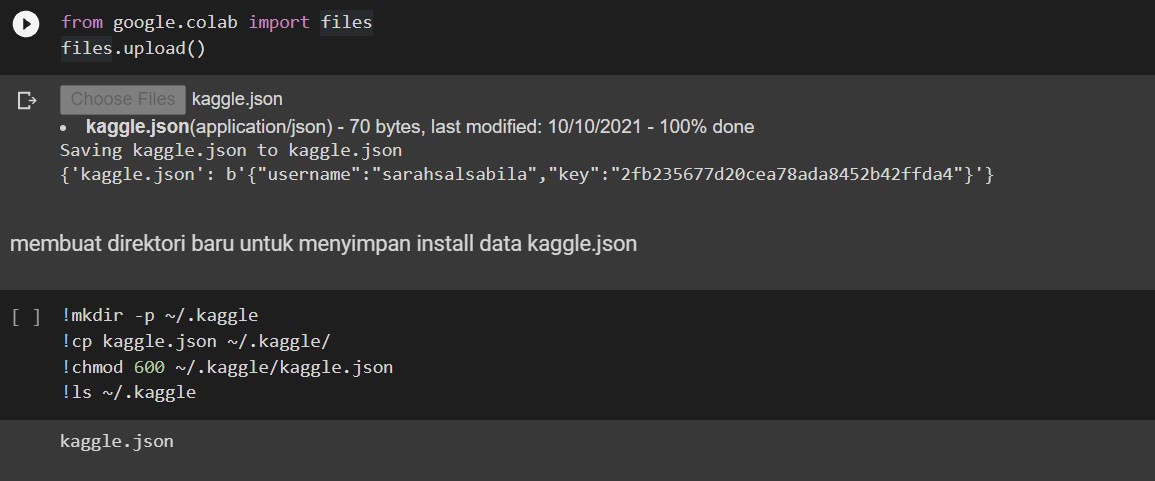 from google.colab import files
files.upload()
Choose Files kaggle.json
• kaggle.json(application/json) - 70 bytes, last modified: 10/10/2021 - 100% done
Saving kaggle.json to kaggle.json
{'kaggle.json': b'{"username":"sarahsalsabila","key":"2fb235677d20cea78ada8452b42ffda4"}'}
membuat direktori baru untuk menyimpan install data kaggle.json
[ ] !mkdir -p ~/.kaggle
!cp kaggle.json ~/.kaggle/
!chmod 600 ~/.kaggle/kaggle.json
!ls ~/.kaggle
kaggle.json